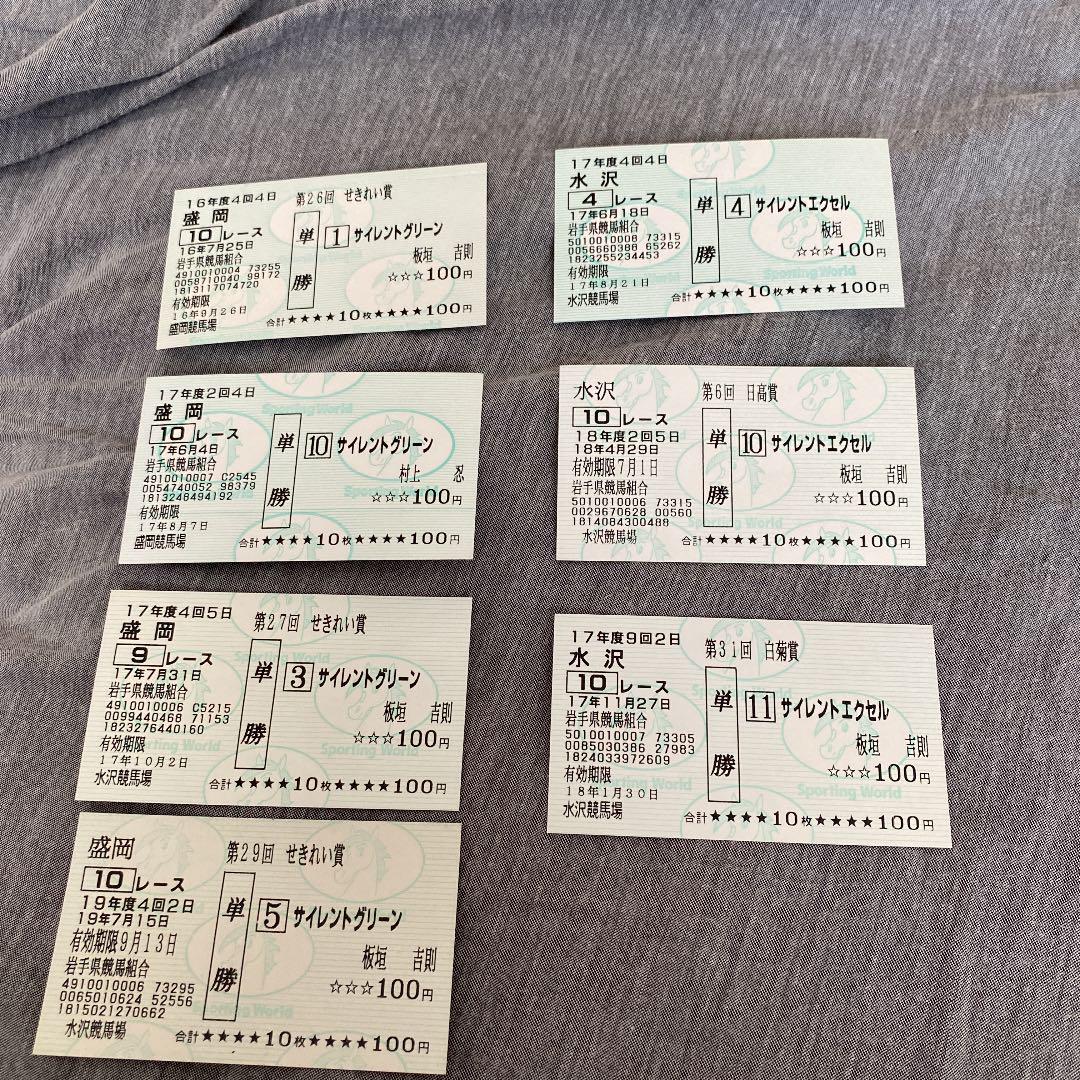 16年度4回4日 第26回 せきれい賞
盛岡
10 レース
16年7月25日
岩手県競馬組合
4910010004 73255
0058710040 99172
1813117074720
有効期限
16年9月26日
盛岡競馬場
単勝
1 サイレントグリーン
板垣 吉則
☆☆☆100円
合計★★★★10枚★★★★100円
17年度4回4日
水沢
4 レース
17年6月18日
岩手県競馬組合
5010010008 73315
0056660388 65262
1823255234453
有効期限
17年8月21日
水沢競馬場
単勝
4 サイレントエクセル
板垣 吉則
☆☆☆100円
Sporting World
合計★★★★10枚★★★★100円
17年度2回4日
盛岡
10 レース
17年6月4日
岩手県競馬組合
4910010007 C2545
0054740052 98379
1813246494192
有効期限
17年8月7日
盛岡競馬場
単勝
10 サイレントグリーン
村上 忍
☆☆☆100円
Sporting World
合計★★★★10枚★★★★100円
水沢 第6回 日高賞
10 レース
18年度2回5日
18年4月29日
有効期限7月1日
岩手県競馬組合
5010010006 73315
0029670628 00560
1814084300488
水沢競馬場
単勝
10 サイレントエクセル
板垣 吉則
☆☆☆100円
Sporting World
合計★★★★10枚★★★★100円
17年度4回5日 第27回 せきれい賞
盛岡
9 レース
17年7月31日
岩手県競馬組合
4910010006 C5215
0099440468 71153
1823276440160
有効期限
17年10月2日
水沢競馬場
単勝
3 サイレントグリーン
板垣 吉則
☆☆☆100円
Sporting World
合計★★★★10枚★★★★100円
17年度9回2日 第31回 白菊賞
水沢
10 レース
17年11月27日
岩手県競馬組合
5010010007 73305
0085030386 27983
1824033972609
有効期限
18年1月30日
水沢競馬場
単勝
11 サイレントエクセル
板垣 吉則
☆☆☆100円
Sporting World
合計★★★★10枚★★★★100円
盛岡 第29回 せきれい賞
10 レース
19年度4回2日
19年7月15日
有効期限9月13日
岩手県競馬組合
4910010006 73295
0065010624 52556
1815021270662
水沢競馬場
単勝
5 サイレントグリーン
板垣 吉則
☆☆☆100円
Sporting World
合計★★★★10枚★★★★100円